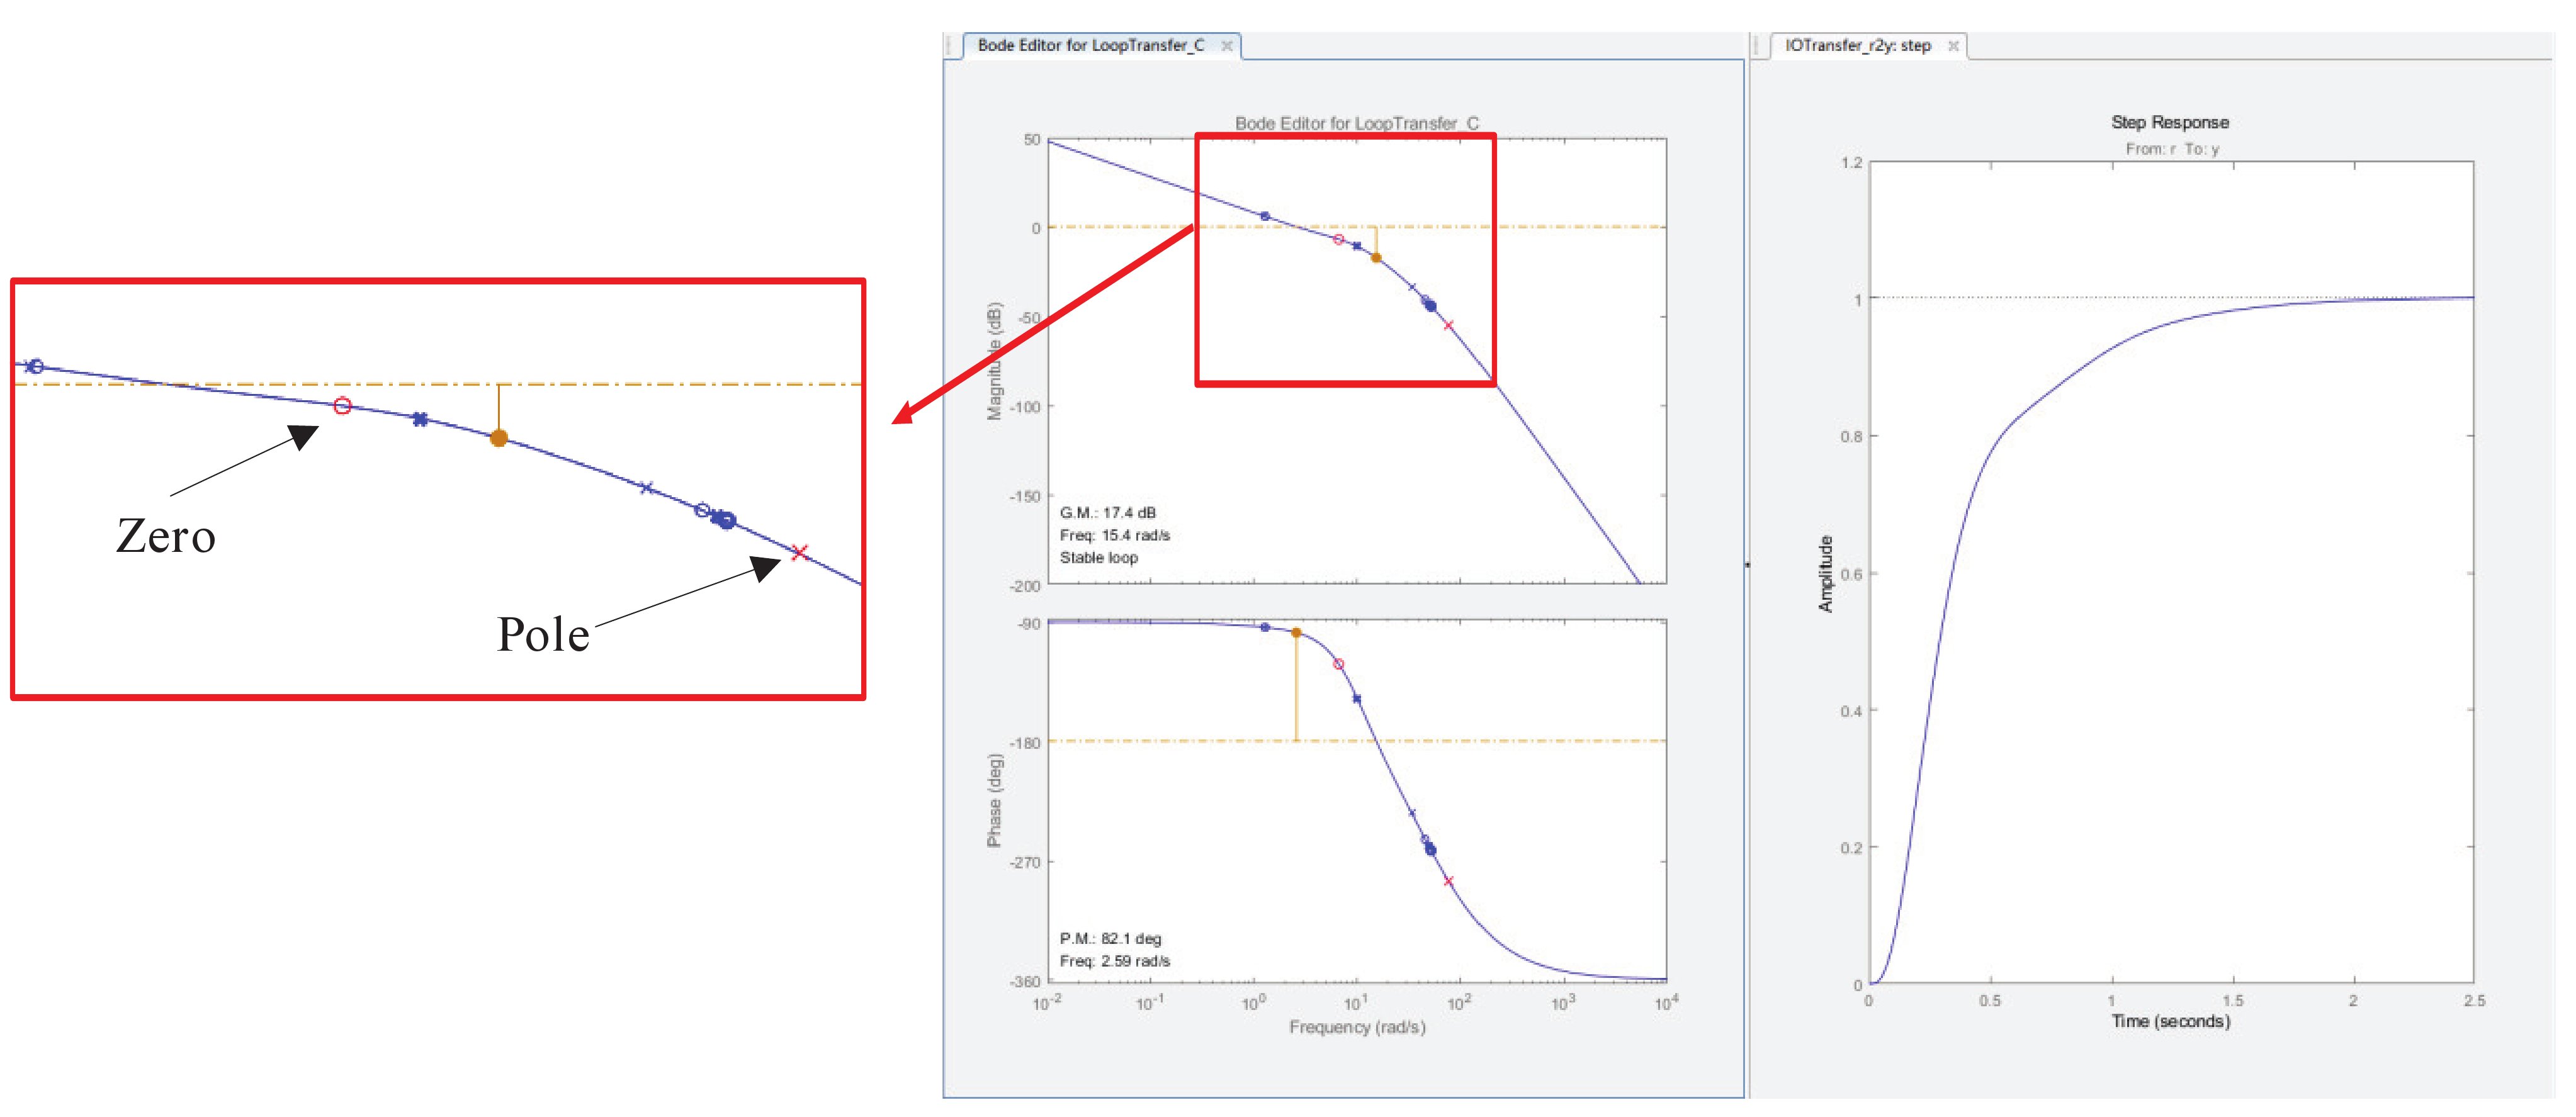 Zero
Pole
Bode Editor for LoopTransfer_C
Bode Editor for LoopTransfer_C
50
0
-50
-100
-150
-200
Magnitude (dB)
G.M.: 17.4 dB
Freq: 15.4 rad/s
Stable loop
-90
-180
-270
-360
Phase (deg)
P.M.: 82.1 deg
Freq: 2.59 rad/s
10-2 10-1 100 101 102 103 104
Frequency (rad/s)
IOTransfer_r2y: step
Step Response
From: r To: y
1.2
1
0.8
0.6
0.4
0.2
0
Amplitude
0 0.5 1 1.5 2 2.5
Time (seconds)